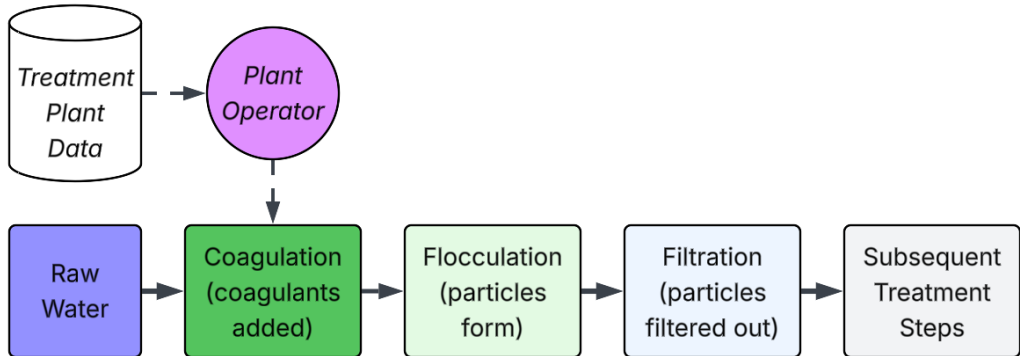 Treatment
Plant
Data
Plant
Operator
Raw
Water
Coagulation
(coagulants
added)
Flocculation
(particles
form)
Filtration
(particles
filtered out)
Subsequent
Treatment
Steps